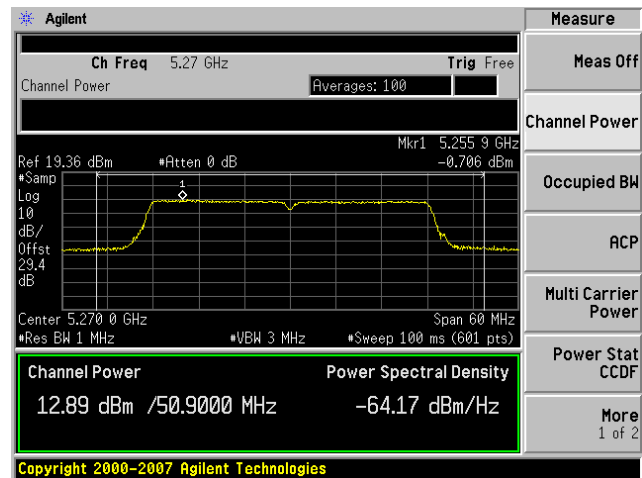 Agilent
Measure
Ch Freq 5.27 GHz Trig Free
Channel Power
Averages: 100
Mkr1 5.255 9 GHz
Ref 19.36 dBm #Atten 0 dB -0.706 dBm
#Samp
Log
10
dB/
Offst
29.4
dB
1
Center 5.270 0 GHz Span 60 MHz
#Res BW 1 MHz #VBW 3 MHz #Sweep 100 ms (601 pts)
Channel Power Power Spectral Density
12.89 dBm /50.9000 MHz -64.17 dBm/Hz
Copyright 2000-2007 Agilent Technologies
Meas Off
Channel Power
Occupied BW
ACP
Multi Carrier
Power
Power Stat
CCDF
More
1 of 2